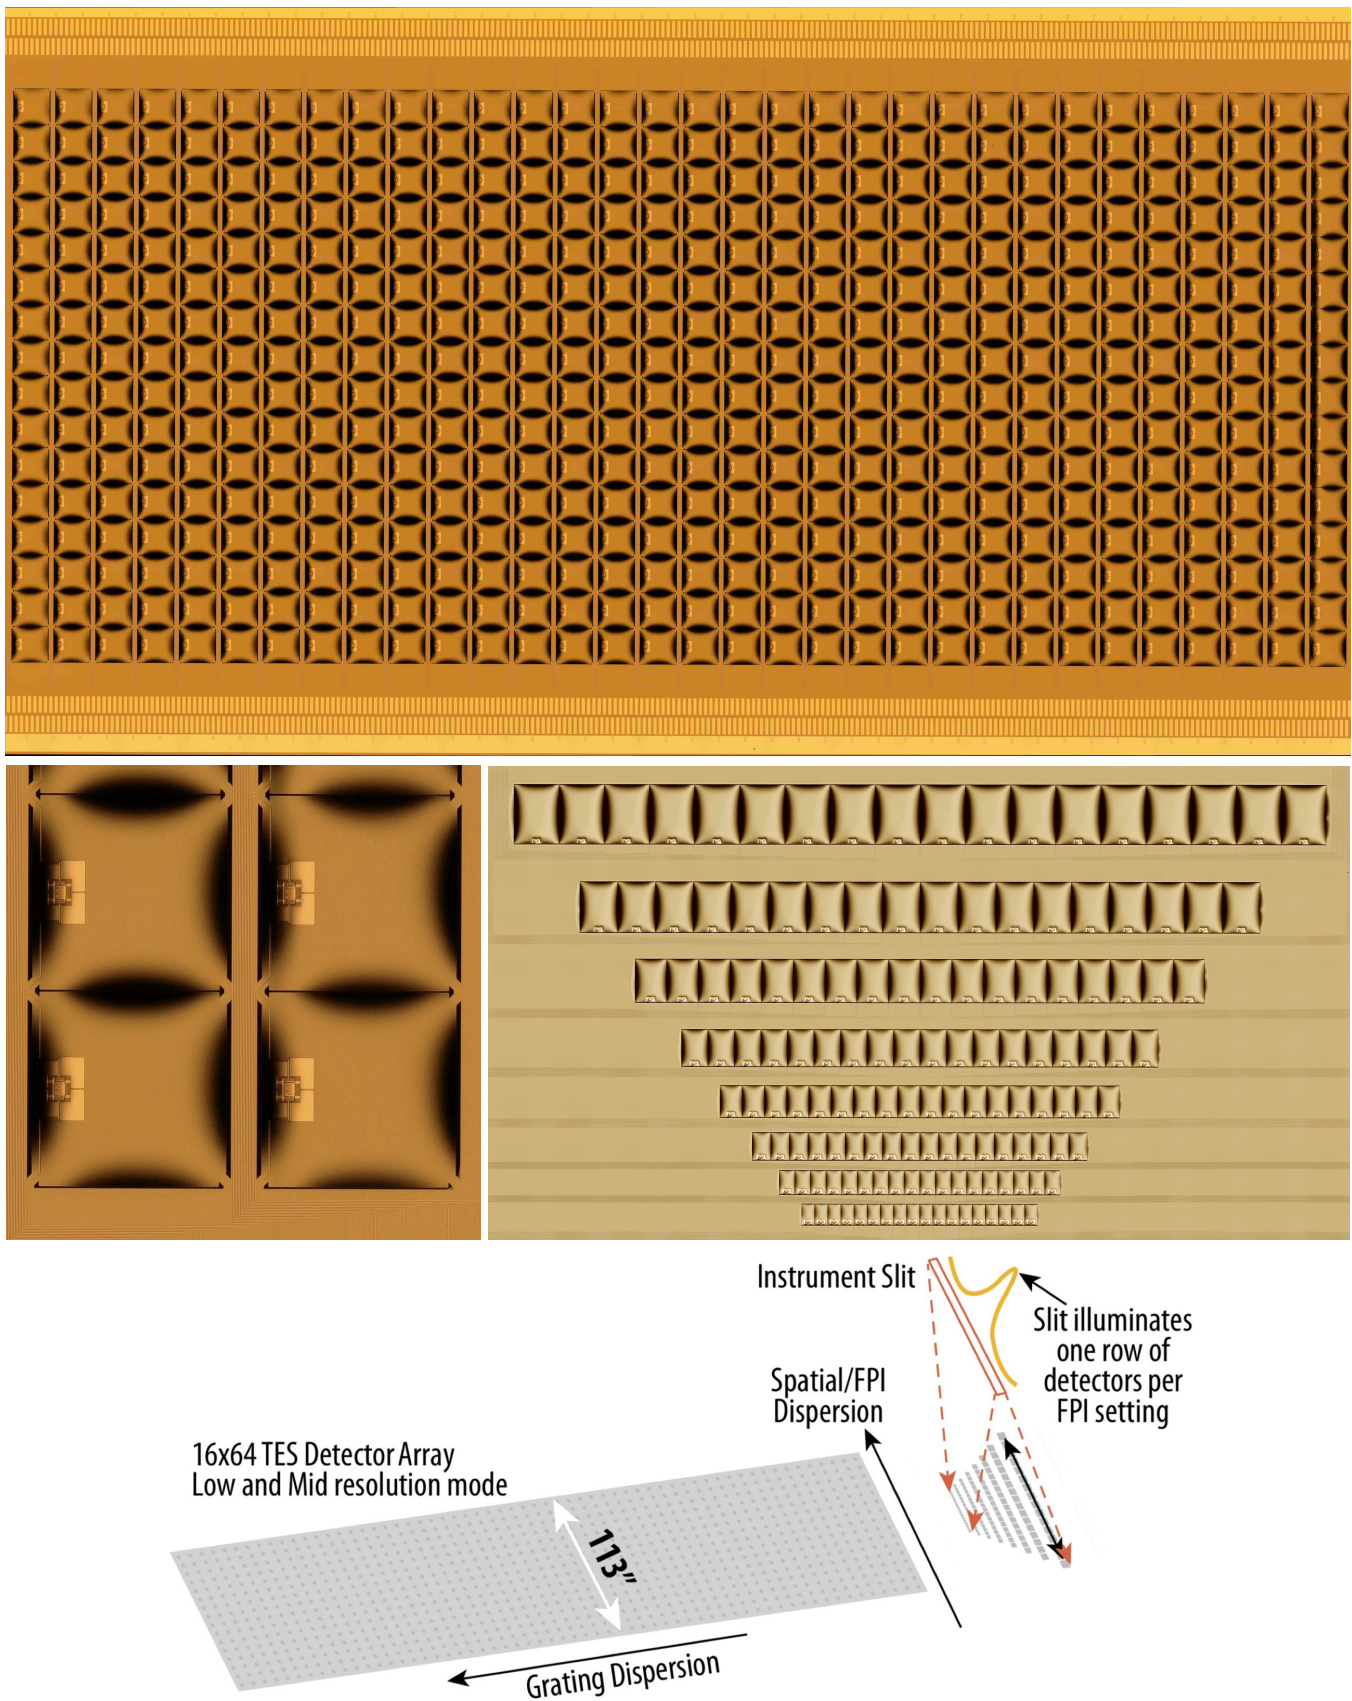 Instrument Slit
Slit illuminates
one row of
detectors per
FPI setting
Spatial/FPI
Dispersion
16x64 TES Detector Array
Low and Mid resolution mode
113”
Grating Dispersion